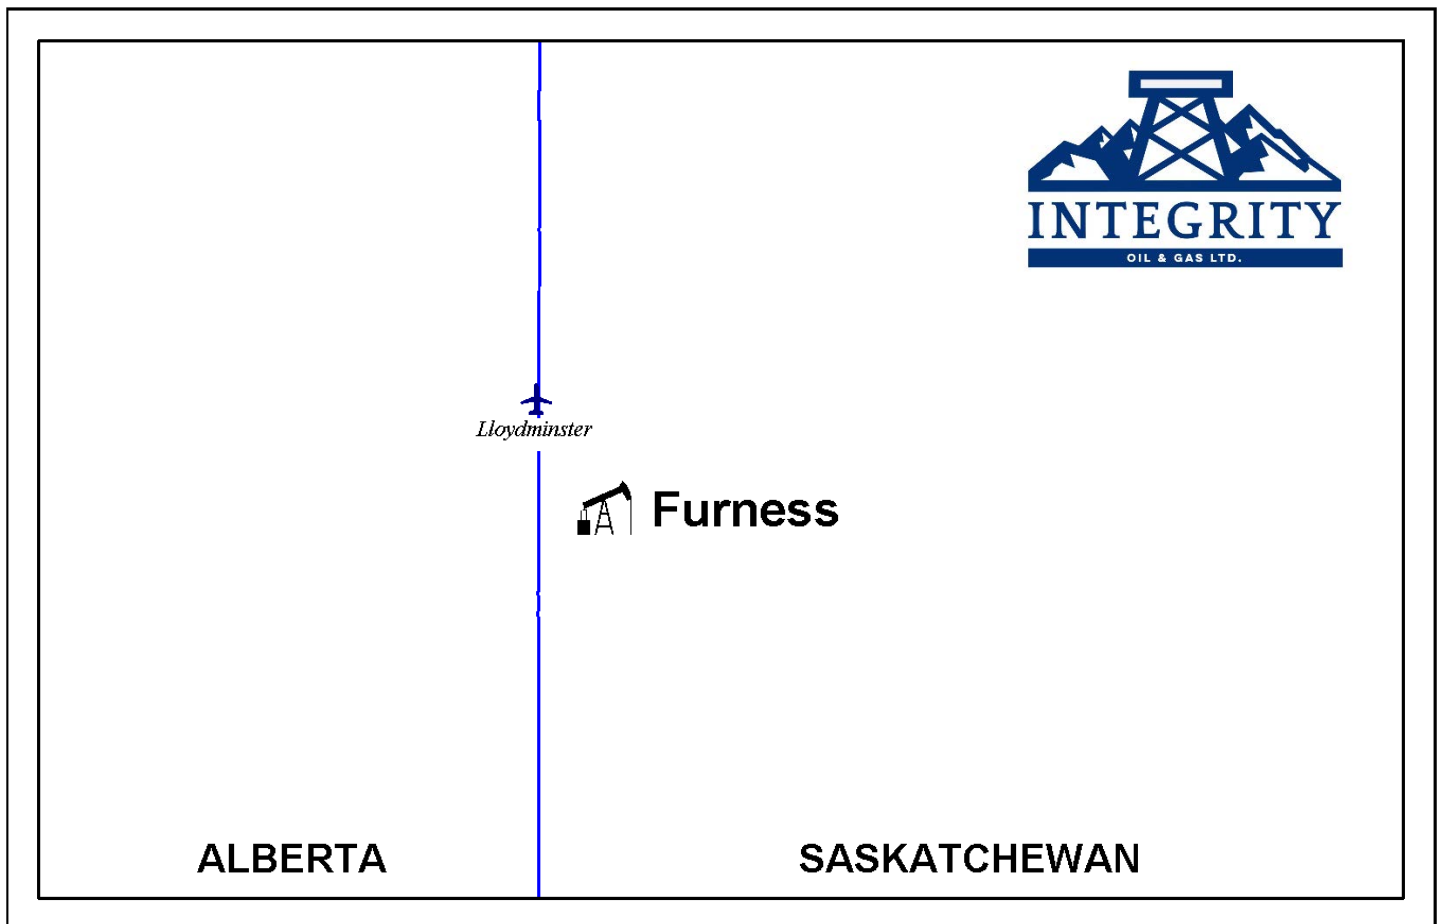 INTEGRITY
OIL & GAS LTD.
Lloydminster
Furness
ALBERTA
SASKATCHEWAN